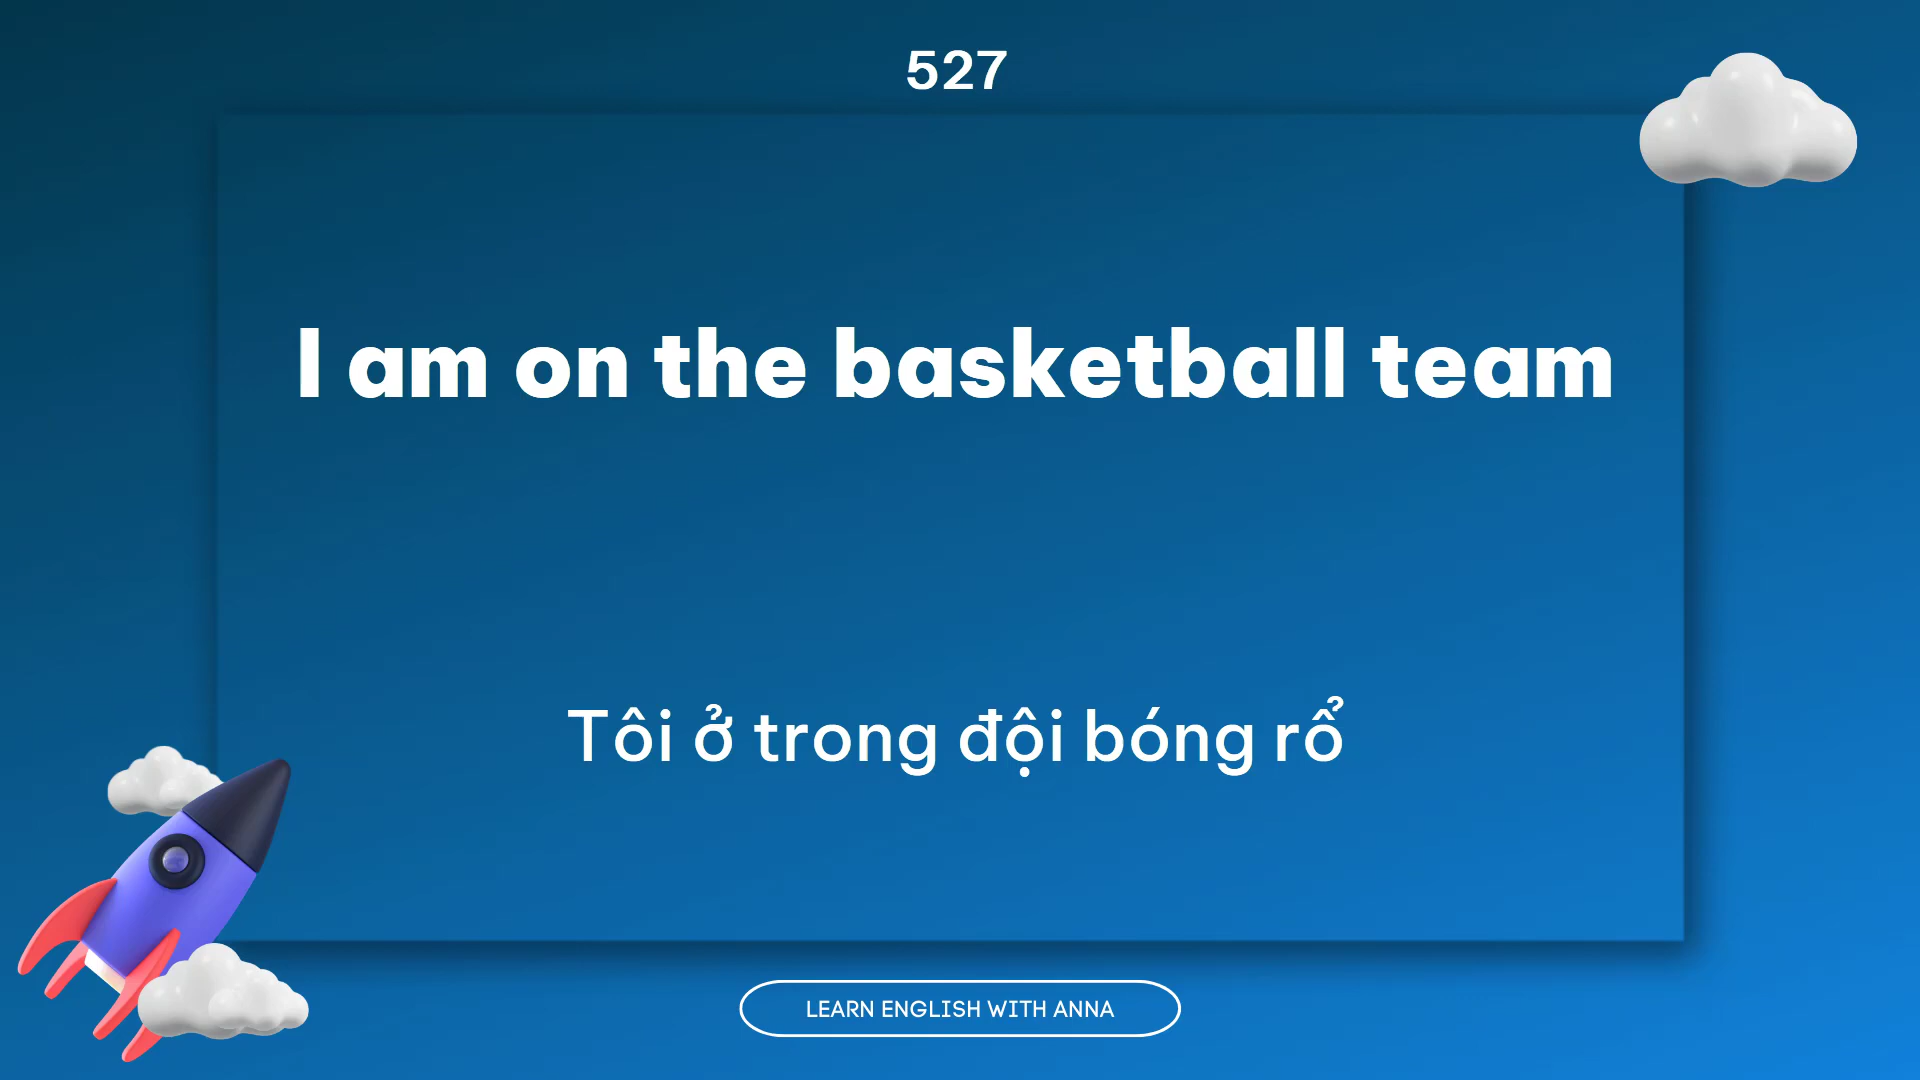 527
I am on the basketball team
Tôi ở trong đội bóng rổ
LEARN ENGLISH WITH ANNA